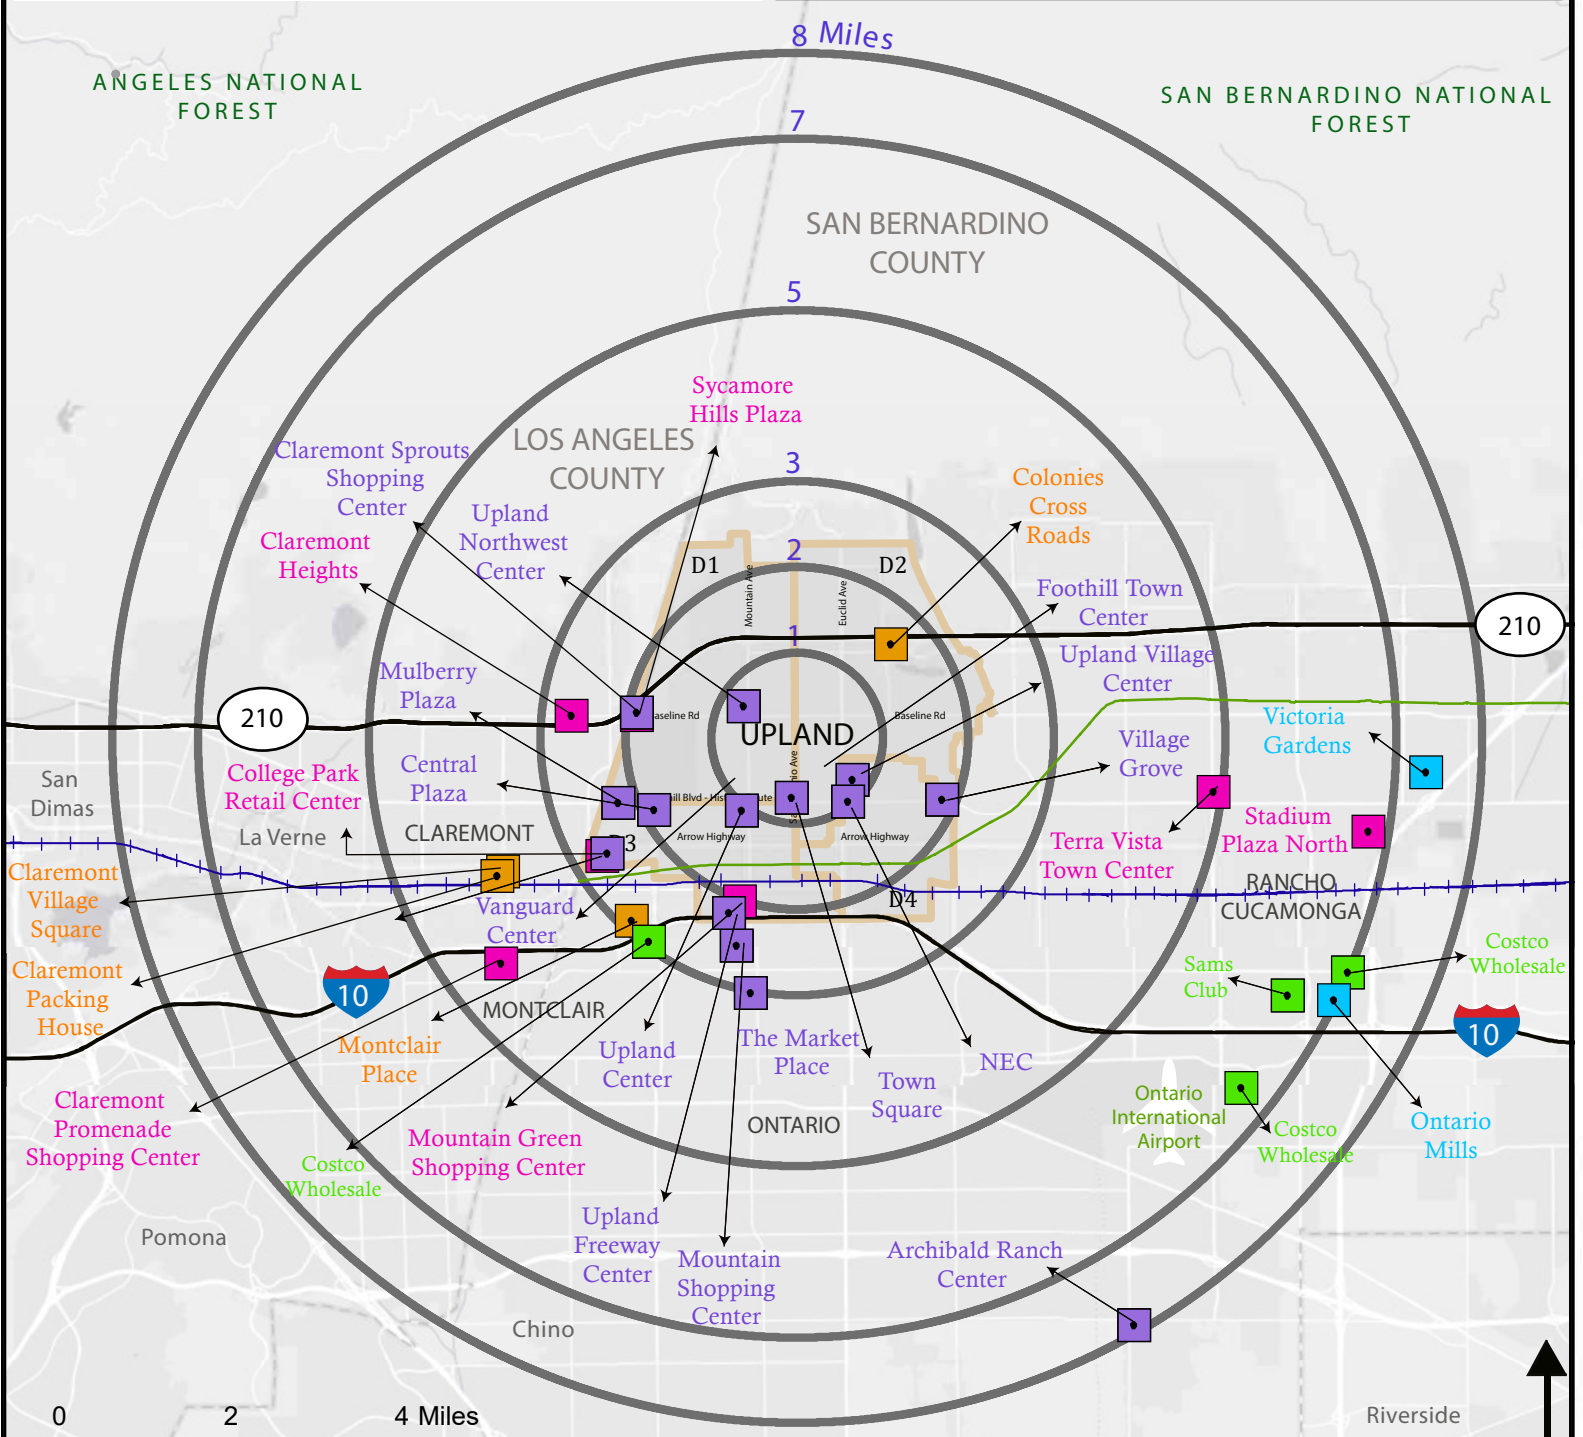 8 Miles
ANGELES NATIONAL
FOREST
SAN BERNARDINO NATIONAL
FOREST
7
SAN BERNARDINO
COUNTY
5
Sycamore
Hills Plaza
LOS ANGELES
COUNTY
3
Claremont Sprouts
Shopping
Center
Colonies
Cross
Roads
Upland
Northwest
Center
Claremont
Heights
2
D1
D2
Mountain Ave
Euclid Ave
Foothill Town
Center
1
210
Upland Village
Center
Mulberry
Plaza
210
Baseline Rd
aseline Rd
UPLAND
Victoria
Gardens
Village
Grove
San
Dimas
College Park
Retail Center
Central
Plaza
ill Blvd - His
ute
La Verne
CLAREMONT
D3
Arrow Highway
Arrow Highway
Terra Vista
Town Center
Stadium
Plaza North
Claremont
Village
Square
RANCHO
CUCAMONGA
Vanguard
Center
D4
Claremont
Packing
House
10
MONTCLAIR
Sams
Club
Costco
Wholesale
10
Montclair
Place
Upland
Center
The Market
Place
Town
Square
NEC
Claremont
Promenade
Shopping Center
Costco
Wholesale
Mountain Green
Shopping Center
ONTARIO
Ontario
International
Airport
Costco
Wholesale
Ontario
Mills
Pomona
Upland
Freeway
Center
Mountain
Shopping
Center
Archibald Ranch
Center
Chino
0 2 4 Miles
Riverside